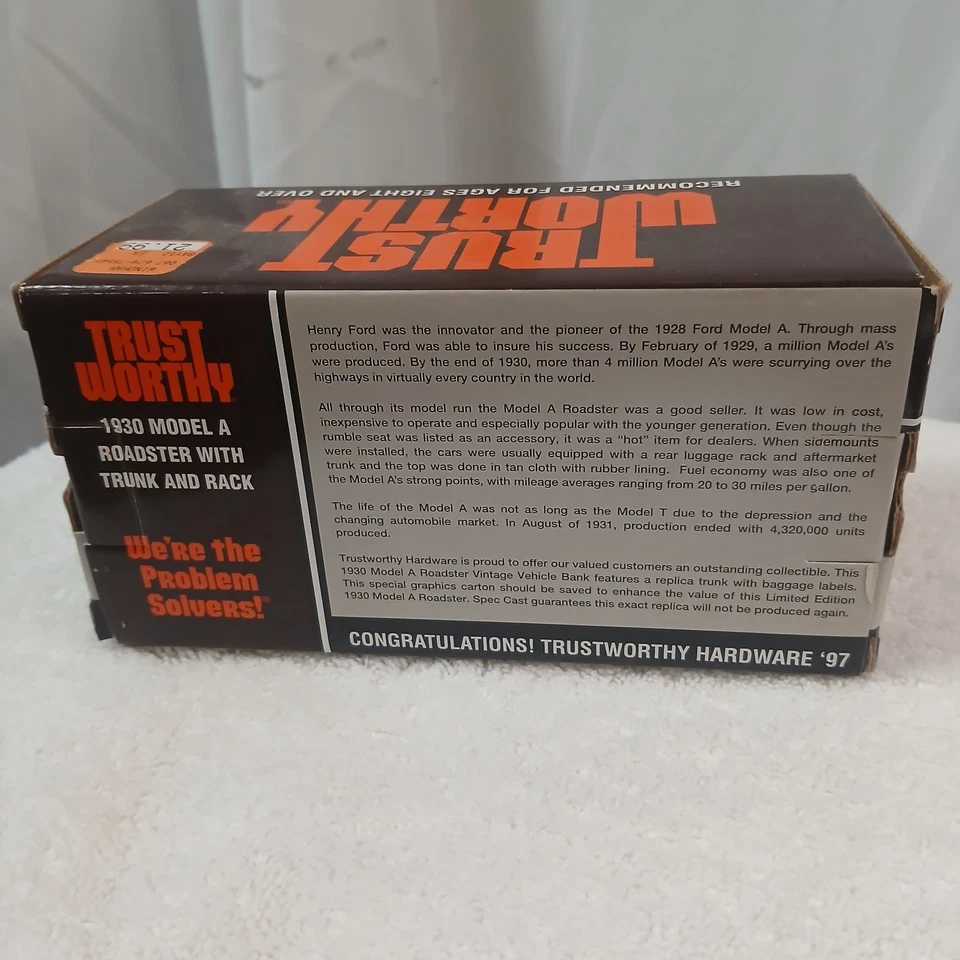 RECOMMENDED FOR AGES EIGHT AND OVER
TRUST
WORTHY
21.99
TRUST
WORTHY
1930 MODEL A
ROADSTER WITH
TRUNK AND RACK
We're the
Problem
Solvers!®
Henry Ford was the innovator and the pioneer of the 1928 Ford Model A. Through mass
production, Ford was able to insure his success. By February of 1929, a million Model A's
were produced. By the end of 1930, more than 4 million Model A's were scurrying over the
highways in virtually every country in the world.
All through its model run the Model A Roadster was a good seller. It was low in cost,
inexpensive to operate and especially popular with the younger generation. Even though the
rumble seat was listed as an accessory, it was a "hot" item for dealers. When sidemounts
were installed, the cars were usually equipped with a rear luggage rack and aftermarket
trunk and the top was done in tan cloth with rubber lining. Fuel economy was also one of
the Model A's strong points, with mileage averages ranging from 20 to 30 miles per gallon.
The life of the Model A was not as long as the Model T due to the depression and the
changing automobile market. In August of 1931, production ended with 4,320,000 units
produced.
Trustworthy Hardware is proud to offer our valued customers an outstanding collectible. This
1930 Model A Roadster Vintage Vehicle Bank features a replica trunk with baggage labels.
This special graphics carton should be saved to enhance the value of this Limited Edition
1930 Model A Roadster. Spec Cast guarantees this exact replica will not be produced again.
CONGRATULATIONS! TRUSTWORTHY HARDWARE '97